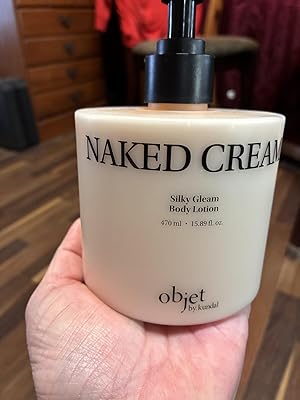 NAKED CREAM
Silky Gleam
Body Lotion
470 ml · 15.89 fl. oz.
objet
by. kundal